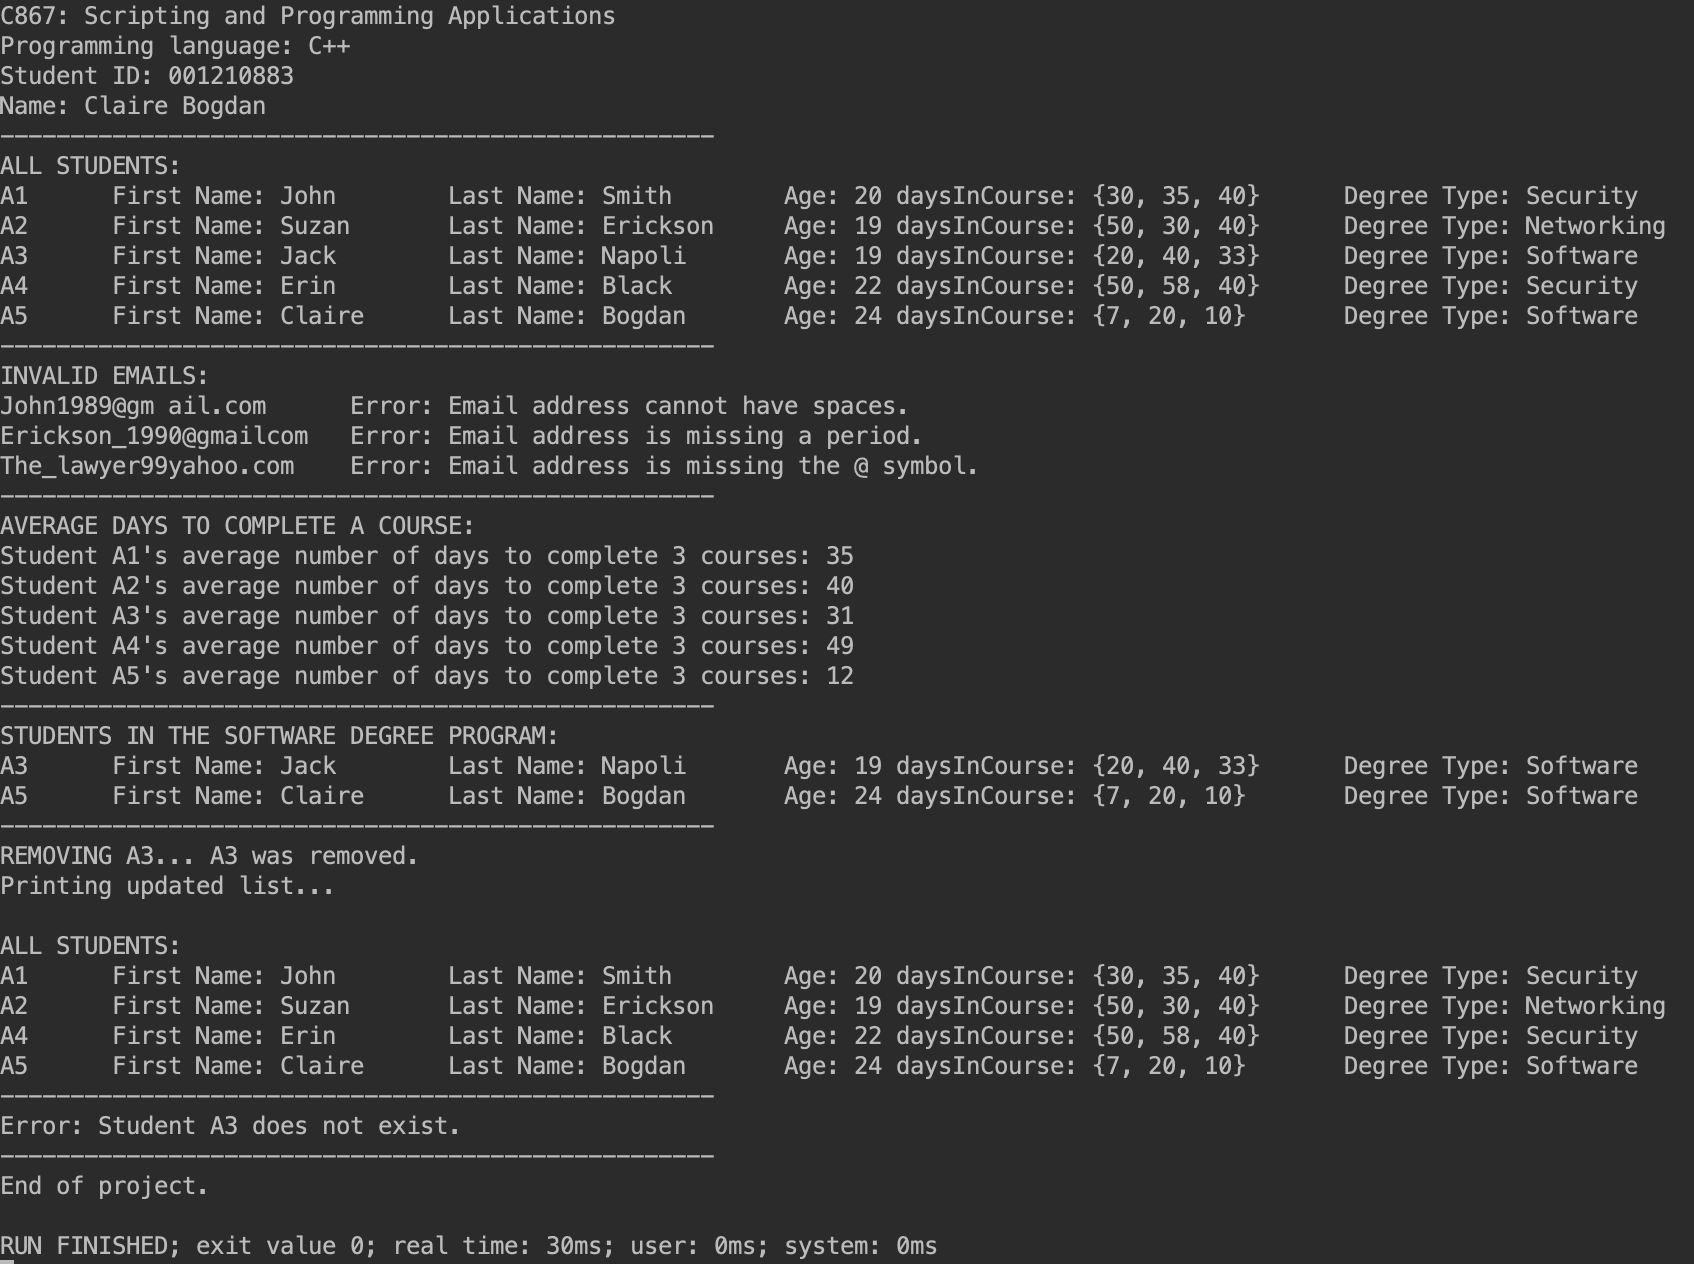 C867: Scripting and Programming Applications
Programming language: C++
Student ID: 001210883
Name: Claire Bogdan
---------------------------------------------------
ALL STUDENTS:
A1      First Name: John        Last Name: Smith        Age: 20 daysInCourse: {30, 35, 40}      Degree Type: Security
A2      First Name: Suzan       Last Name: Erickson     Age: 19 daysInCourse: {50, 30, 40}      Degree Type: Networking
A3      First Name: Jack        Last Name: Napoli       Age: 19 daysInCourse: {20, 40, 33}      Degree Type: Software
A4      First Name: Erin        Last Name: Black        Age: 22 daysInCourse: {50, 58, 40}      Degree Type: Security
A5      First Name: Claire      Last Name: Bogdan       Age: 24 daysInCourse: {7, 20, 10}       Degree Type: Software
---------------------------------------------------
INVALID EMAILS:
John1989@gm ail.com      Error: Email address cannot have spaces.
Erickson_1990@gmailcom   Error: Email address is missing a period.
The_lawyer99yahoo.com    Error: Email address is missing the @ symbol.
---------------------------------------------------
AVERAGE DAYS TO COMPLETE A COURSE:
Student A1's average number of days to complete 3 courses: 35
Student A2's average number of days to complete 3 courses: 40
Student A3's average number of days to complete 3 courses: 31
Student A4's average number of days to complete 3 courses: 49
Student A5's average number of days to complete 3 courses: 12
---------------------------------------------------
STUDENTS IN THE SOFTWARE DEGREE PROGRAM:
A3      First Name: Jack        Last Name: Napoli       Age: 19 daysInCourse: {20, 40, 33}      Degree Type: Software
A5      First Name: Claire      Last Name: Bogdan       Age: 24 daysInCourse: {7, 20, 10}       Degree Type: Software
---------------------------------------------------
REMOVING A3... A3 was removed.
Printing updated list...

ALL STUDENTS:
A1      First Name: John        Last Name: Smith        Age: 20 daysInCourse: {30, 35, 40}      Degree Type: Security
A2      First Name: Suzan       Last Name: Erickson     Age: 19 daysInCourse: {50, 30, 40}      Degree Type: Networking
A4      First Name: Erin        Last Name: Black        Age: 22 daysInCourse: {50, 58, 40}      Degree Type: Security
A5      First Name: Claire      Last Name: Bogdan       Age: 24 daysInCourse: {7, 20, 10}       Degree Type: Software
---------------------------------------------------
Error: Student A3 does not exist.
---------------------------------------------------
End of project.

RUN FINISHED; exit value 0; real time: 30ms; user: 0ms; system: 0ms